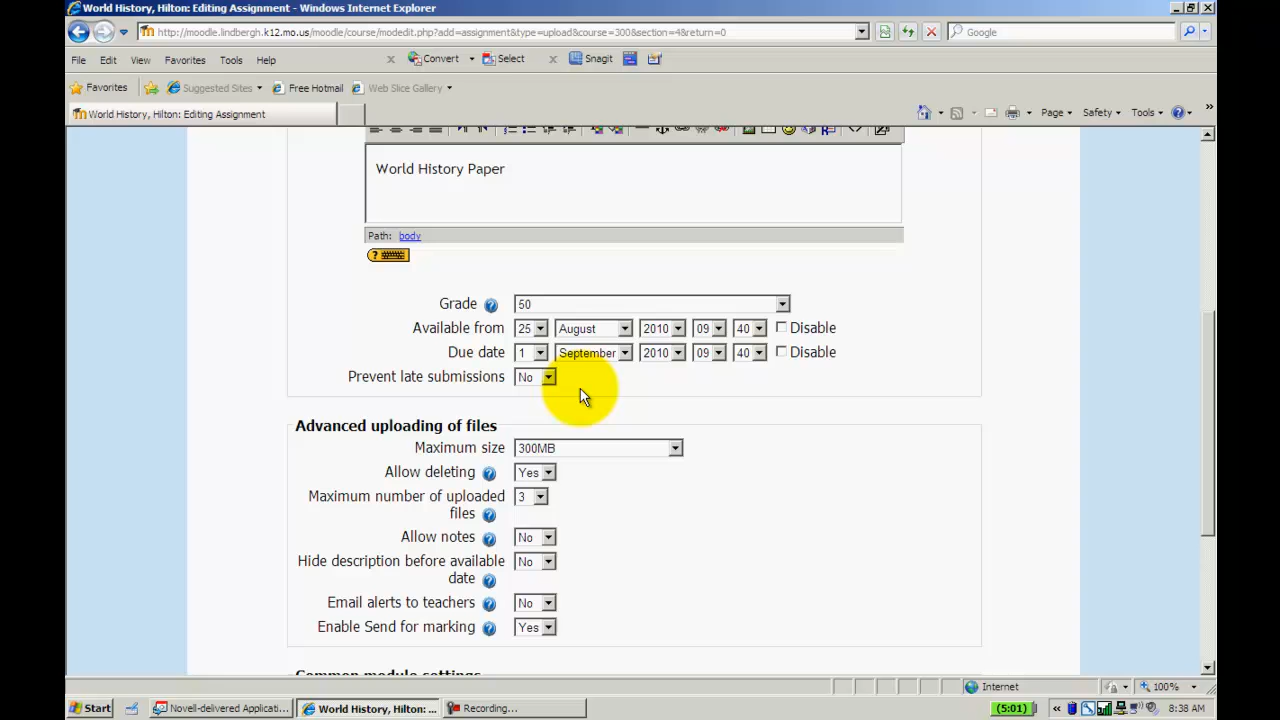 World History, Hilton: Editing Assignment - Windows Internet Explorer
http://moodle.lindbergh.k12.mo.us/moodle/course/modedit.php?add=assignment&type=upload&course=300&section=4&return=0
Google
File Edit View Favorites Tools Help
Convert Select Snagit
Favorites Suggested Sites Free Hotmail Web Slice Gallery
World History, Hilton: Editing Assignment
Page Safety Tools
World History Paper
Path: body
Grade 50
Available from 25 August 2010 09 40 Disable
Due date 1 September 2010 09 40 Disable
Prevent late submissions No
Advanced uploading of files
Maximum size 300MB
Allow deleting Yes
Maximum number of uploaded 3
files
Allow notes No
Hide description before available No
date
Email alerts to teachers No
Enable Send for marking Yes
Common module settings
Internet 100%
Start Novell-delivered Applicati... World History, Hilton: ... Recording... (5:01) 8:38 AM